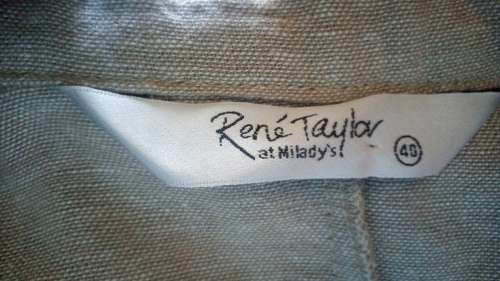 René Taylor
at Milady's
40